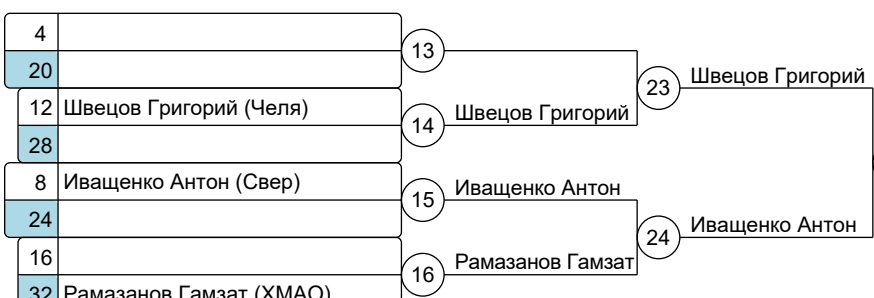 4
20
13
12 Швецов Григорий (Челя)
28
14
Швецов Григорий
23
Швецов Григорий
8 Иващенко Антон (Свер)
24
15
Иващенко Антон
16
32 Рамазанов Гамзат (ХМАО)
16
Рамазанов Гамзат
24
Иващенко Антон